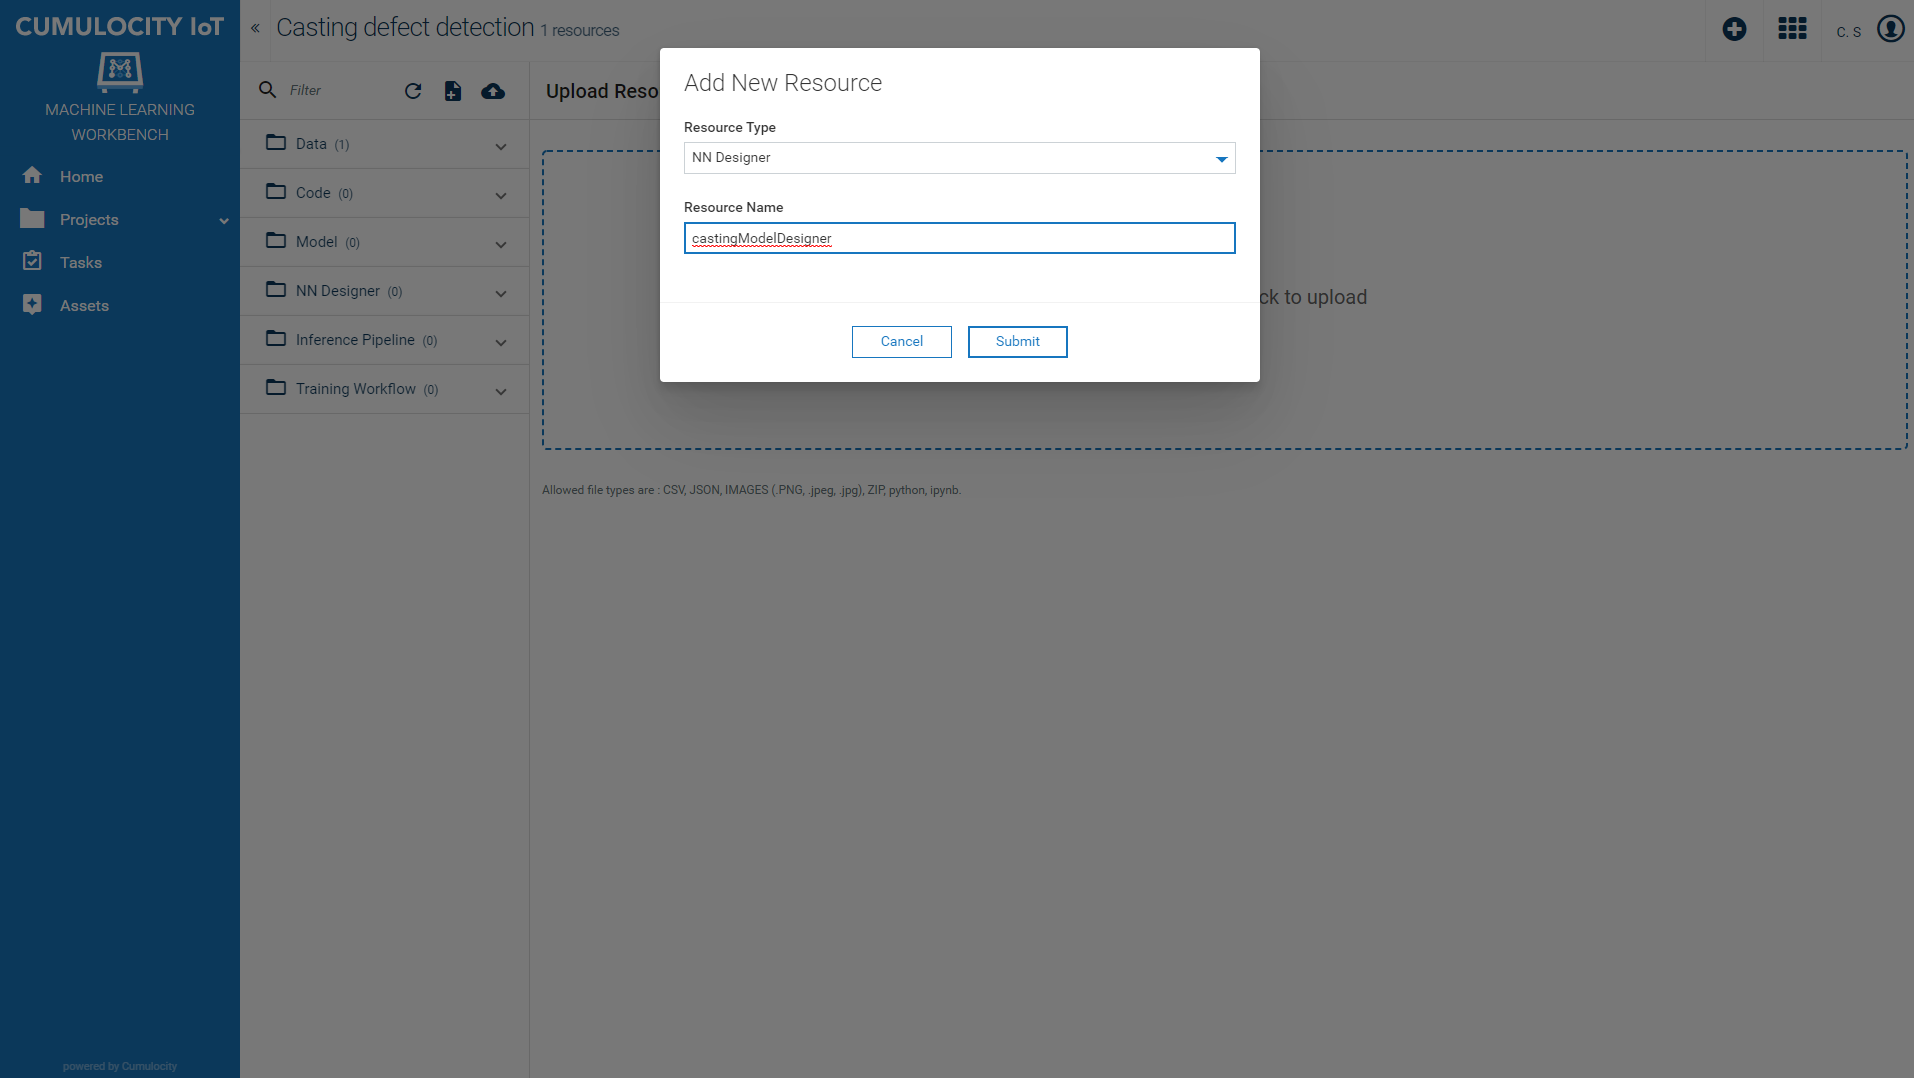 CUMULOCITY IoT
MACHINE LEARNING
WORKBENCH
Home
Projects
Tasks
Assets
powered by Cumulocity
«
Casting defect detection 1 resources
C. S
Filter
Data (1)
Code (0)
Model (0)
NN Designer (0)
Inference Pipeline (0)
Training Workflow (0)
Upload Reso
ck to upload
Allowed file types are : CSV, JSON, IMAGES (.PNG, .jpeg, .jpg), ZIP, python, ipynb.
Add New Resource
Resource Type
NN Designer
Resource Name
castingModelDesigner
Cancel
Submit